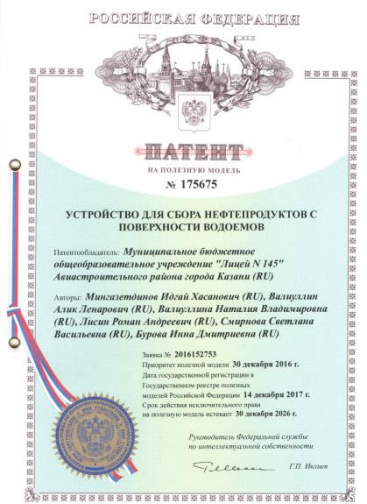 РОССИЙСКАЯ ФЕДЕРАЦИЯ
ПАТЕНТ
НА ПОЛЕЗНУЮ МОДЕЛЬ
№ 175675
УСТРОЙСТВО ДЛЯ СБОРА НЕФТЕПРОДУКТОВ С
ПОВЕРХНОСТИ ВОДОЕМОВ
Патентообладатель: Муниципальное бюджетное
общеобразовательное учреждение "Лицей N 145"
Авиастроительного района города Казани (RU)
Авторы: Мингазетдинов Идгай Хасанович (RU), Валиуллин
Алик Ленарович (RU), Валиуллина Наталия Владимировна
(RU), Лисин Роман Андреевич (RU), Смирнова Светлана
Васильевна (RU), Бурова Инна Дмитриевна (RU)
Заявка № 2016152753
Приоритет полезной модели 30 декабря 2016 г.
Дата государственной регистрации в
Государственном реестре полезных
моделей Российской Федерации 14 декабря 2017 г.
Срок действия исключительного права
на полезную модель истекает 30 декабря 2026 г.
Руководитель Федеральной службы
по интеллектуальной собственности
Г.П. Ивлиев